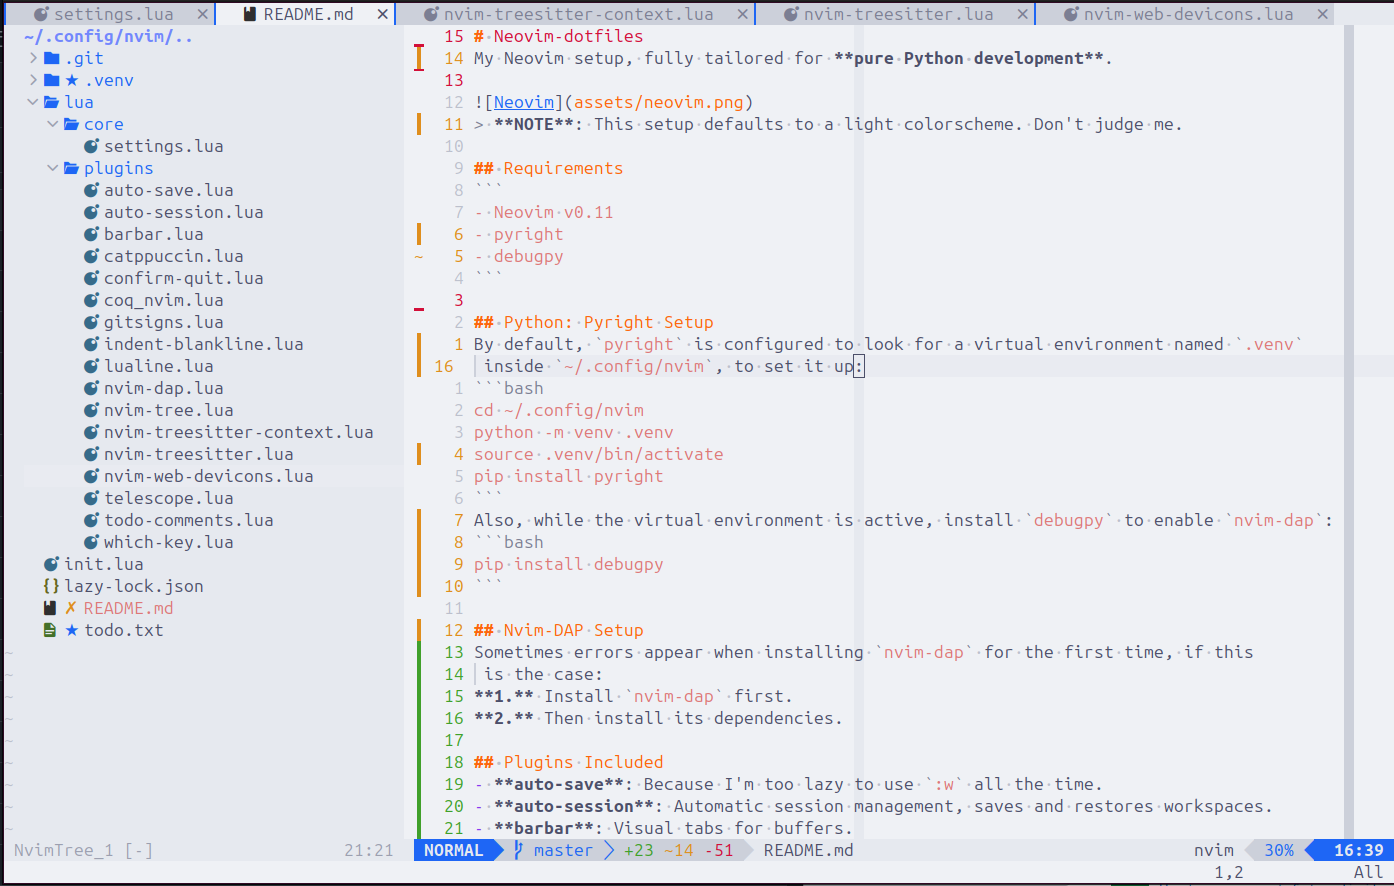 settings.lua ✕ README.md ✕ nvim-treesitter-context.lua ✕ nvim-treesitter.lua ✕ nvim-web-devicons.lua ✕
~/.config/nvim/..
.git
★ .venv
lua
core
settings.lua
plugins
auto-save.lua
auto-session.lua
barbar.lua
catppuccin.lua
confirm-quit.lua
coq_nvim.lua
gitsigns.lua
indent-blankline.lua
lualine.lua
nvim-dap.lua
nvim-tree.lua
nvim-treesitter-context.lua
nvim-treesitter.lua
nvim-web-devicons.lua
telescope.lua
todo-comments.lua
which-key.lua
init.lua
{} lazy-lock.json
✗ README.md
★ todo.txt
~
~
~
~
~
~
~
~
~
NvimTree_1 [-] 21:21
15 #·Neovim-dotfiles
14 My·Neovim·setup,·fully·tailored·for·**pure·Python·development**.
13
12 ![Neovim](assets/neovim.png)
11 >·**NOTE**:·This·setup·defaults·to·a·light·colorscheme.·Don't·judge·me.
10
9 ##·Requirements
8 ```
7 -·Neovim·v0.11
6 -·pyright
~ 5 -·debugpy
4 ```
3
2 ##·Python:·Pyright·Setup
1 By·default,·`pyright`·is·configured·to·look·for·a·virtual·environment·named·`.venv`
16 inside·`~/.config/nvim`,·to·set·it·up:
1 ```bash
2 cd·~/.config/nvim
3 python·-m·venv·.venv
4 source·.venv/bin/activate
5 pip·install·pyright
6 ```
7 Also,·while·the·virtual·environment·is·active,·install·`debugpy`·to·enable·`nvim-dap`:
8 ```bash
9 pip·install·debugpy
10 ```
11
12 ##·Nvim-DAP·Setup
13 Sometimes·errors·appear·when·installing·`nvim-dap`·for·the·first·time,·if·this
14 is·the·case:
15 **1.**·Install·`nvim-dap`·first.
16 **2.**·Then·install·its·dependencies.
17
18 ##·Plugins·Included
19 -·**auto-save**:·Because·I'm·too·lazy·to·use·`:w`·all·the·time.
20 -·**auto-session**:·Automatic·session·management,·saves·and·restores·workspaces.
21 -·**barbar**:·Visual·tabs·for·buffers.
NORMAL master +23 ~14 -51 README.md nvim 30% 16:39
1,2 All